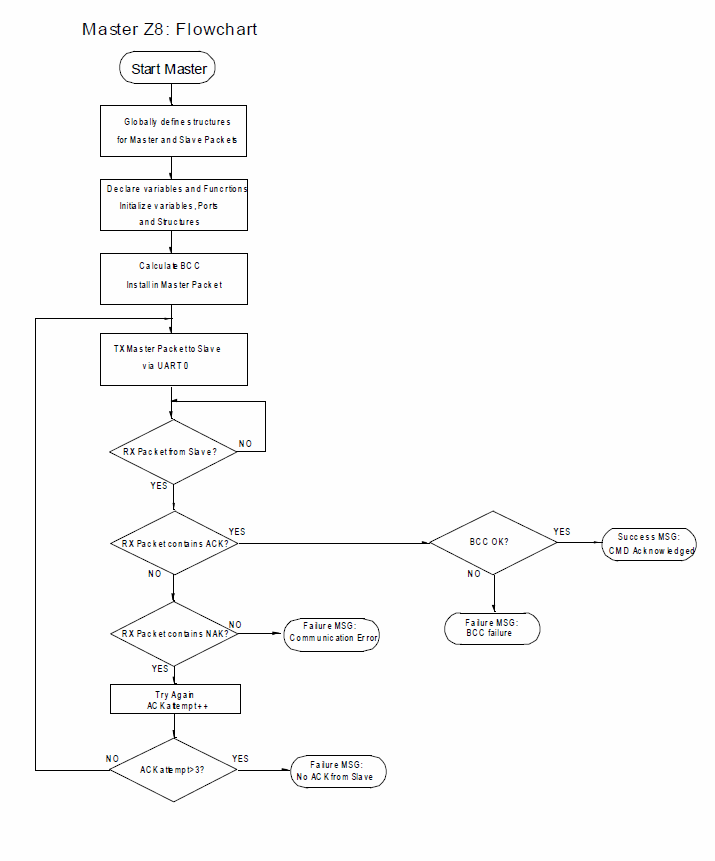 Master Z8: Flowchart
Start Master
Globally define structures
for Master and Slave Packets
Declare variables and Funcrtions
Initialize variables, Ports
and Structures
Calculate BCC
Install in Master Packet
TX Master Packet to Slave
via UART0
RX Packet from Slave?
NO
YES
RX Packet contains ACK?
YES
NO
BCC OK?
YES
NO
Success MSG:
CMD Acknowledged
Failure MSG:
BCC failure
RX Packet contains NAK?
NO
YES
Failure MSG:
Communication Error
Try Again
ACKattempt++
ACKattempt>3?
NO
YES
Failure MSG:
No ACK from Slave